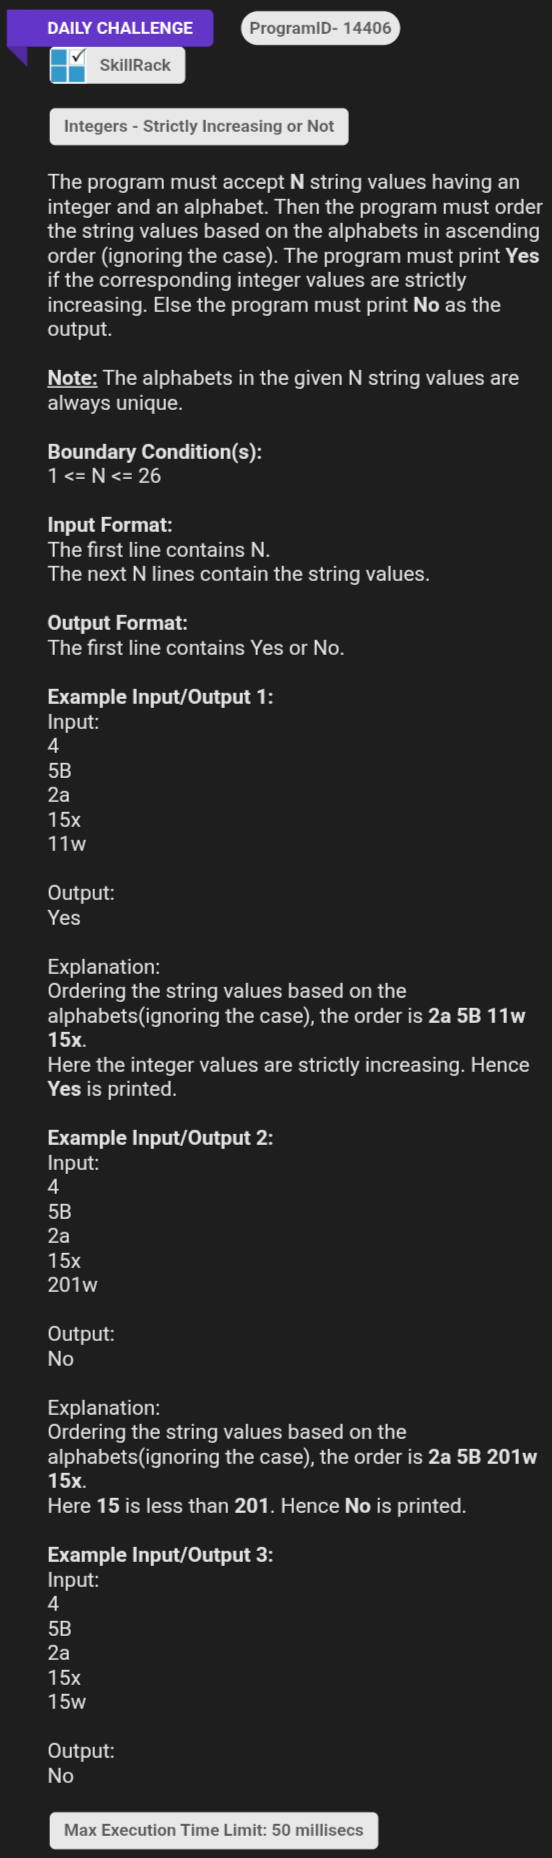 DAILY CHALLENGE
ProgramID- 14406
SkillRack
Integers - Strictly Increasing or Not
The program must accept N string values having an
integer and an alphabet. Then the program must order
the string values based on the alphabets in ascending
order (ignoring the case). The program must print Yes
if the corresponding integer values are strictly
increasing. Else the program must print No as the
output.
Note: The alphabets in the given N string values are
always unique.
Boundary Condition(s):
1 <= N <= 26
Input Format:
The first line contains N.
The next N lines contain the string values.
Output Format:
The first line contains Yes or No.
Example Input/Output 1:
Input:
4
5B
2a
15x
11w
Output:
Yes
Explanation:
Ordering the string values based on the
alphabets(ignoring the case), the order is 2a 5B 11w
15x.
Here the integer values are strictly increasing. Hence
Yes is printed.
Example Input/Output 2:
Input:
4
5B
2a
15x
201w
Output:
No
Explanation:
Ordering the string values based on the
alphabets(ignoring the case), the order is 2a 5B 201w
15x.
Here 15 is less than 201. Hence No is printed.
Example Input/Output 3:
Input:
4
5B
2a
15x
15w
Output:
No
Max Execution Time Limit: 50 millisecs